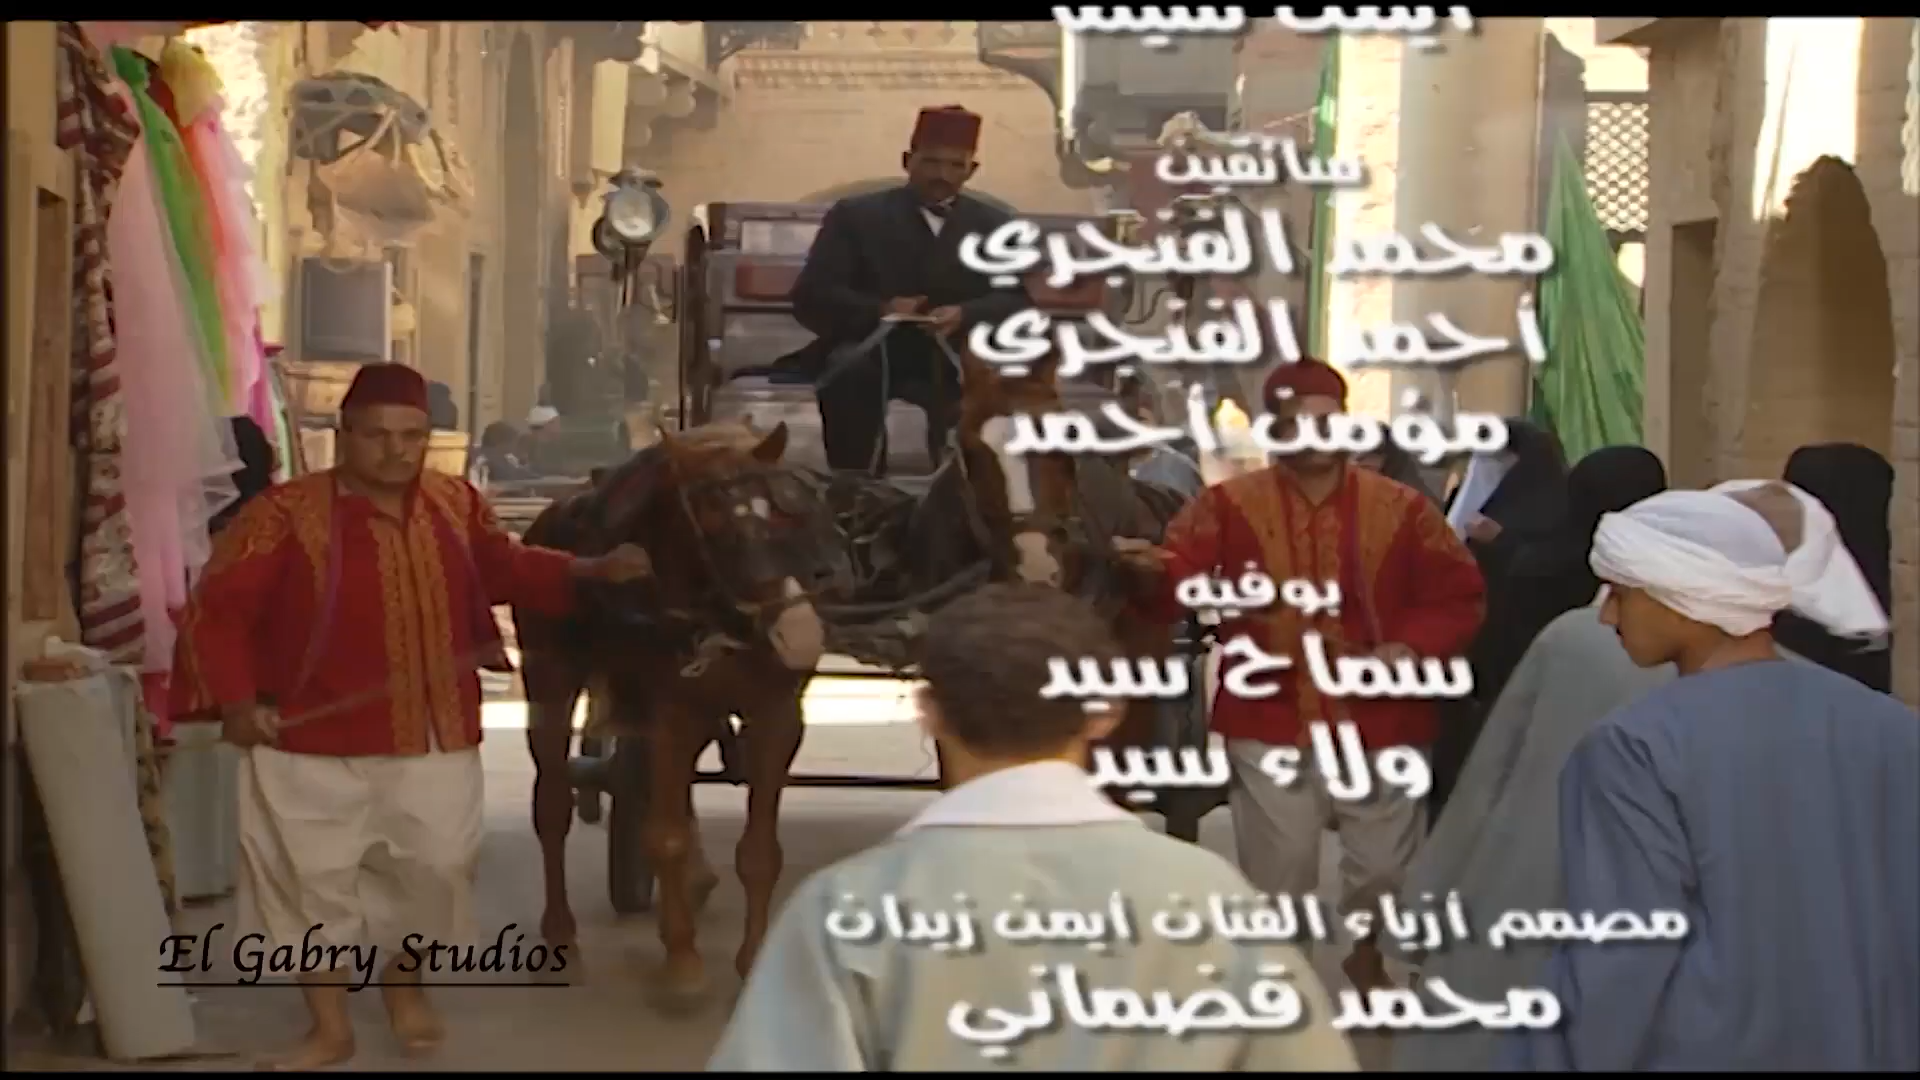 سائقين
محمد الفنجري
أحمد الفنجري
مؤمن أحمد
بوفيه
سماح سيد
ولاء سيد
مصمم أزياء الفنان أيمن زيدان
محمد قضماني
El Gabry Studios